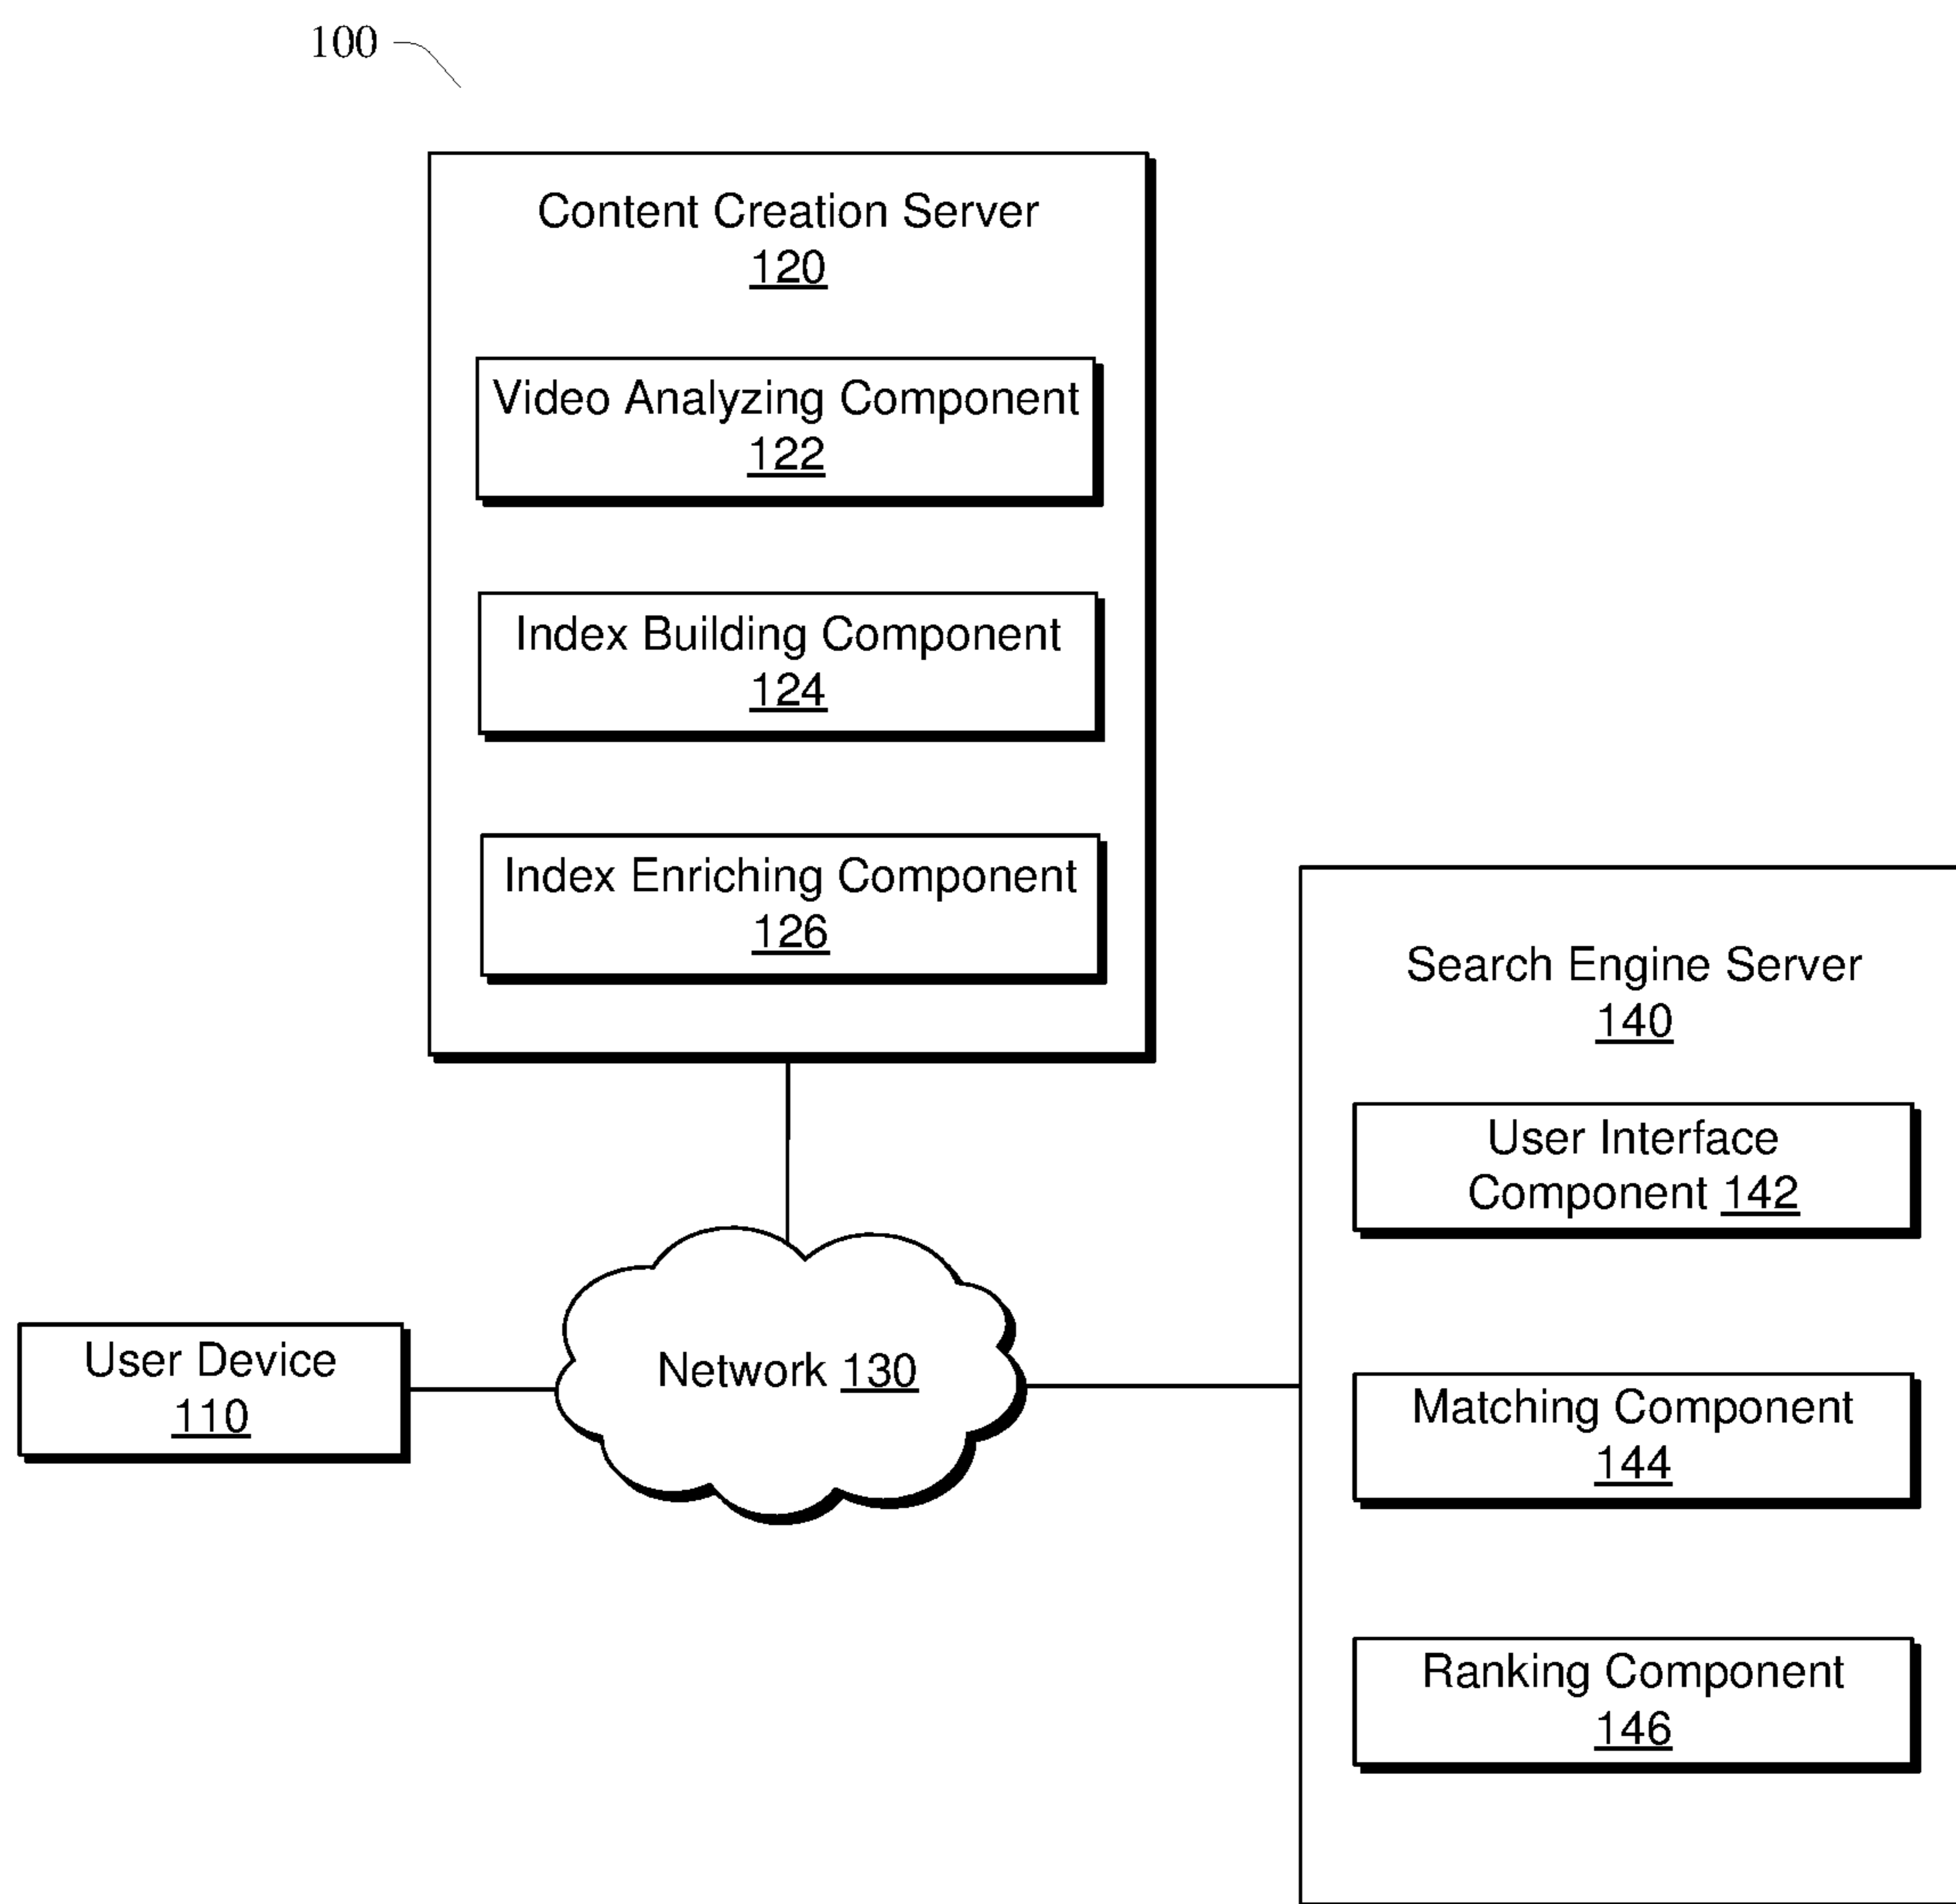 100
Content Creation Server
120
Video Analyzing Component
122
Index Building Component
124
Index Enriching Component
126
Search Engine Server
140
User Interface
Component 142
User Device
110
Network 130
Matching Component
144
Ranking Component
146